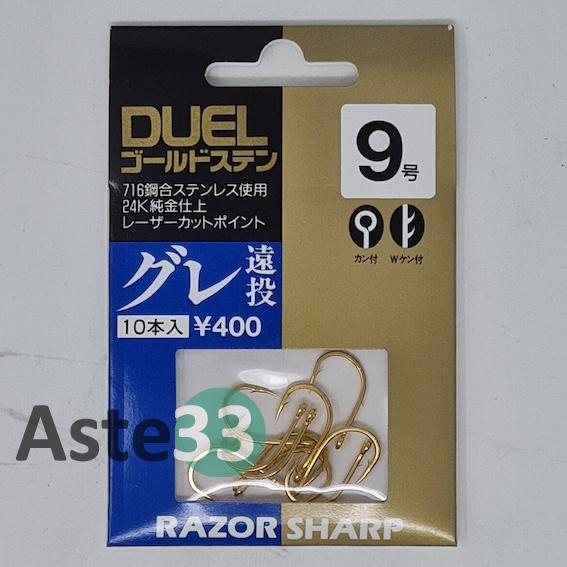 DUEL
ゴールドステン
716鋼合ステンレス使用
24K純金仕上
レーザーカットポイント
9号
カン付
Wケン付
グレ遠投
10本入 ¥400
Aste33
RAZOR SHARP